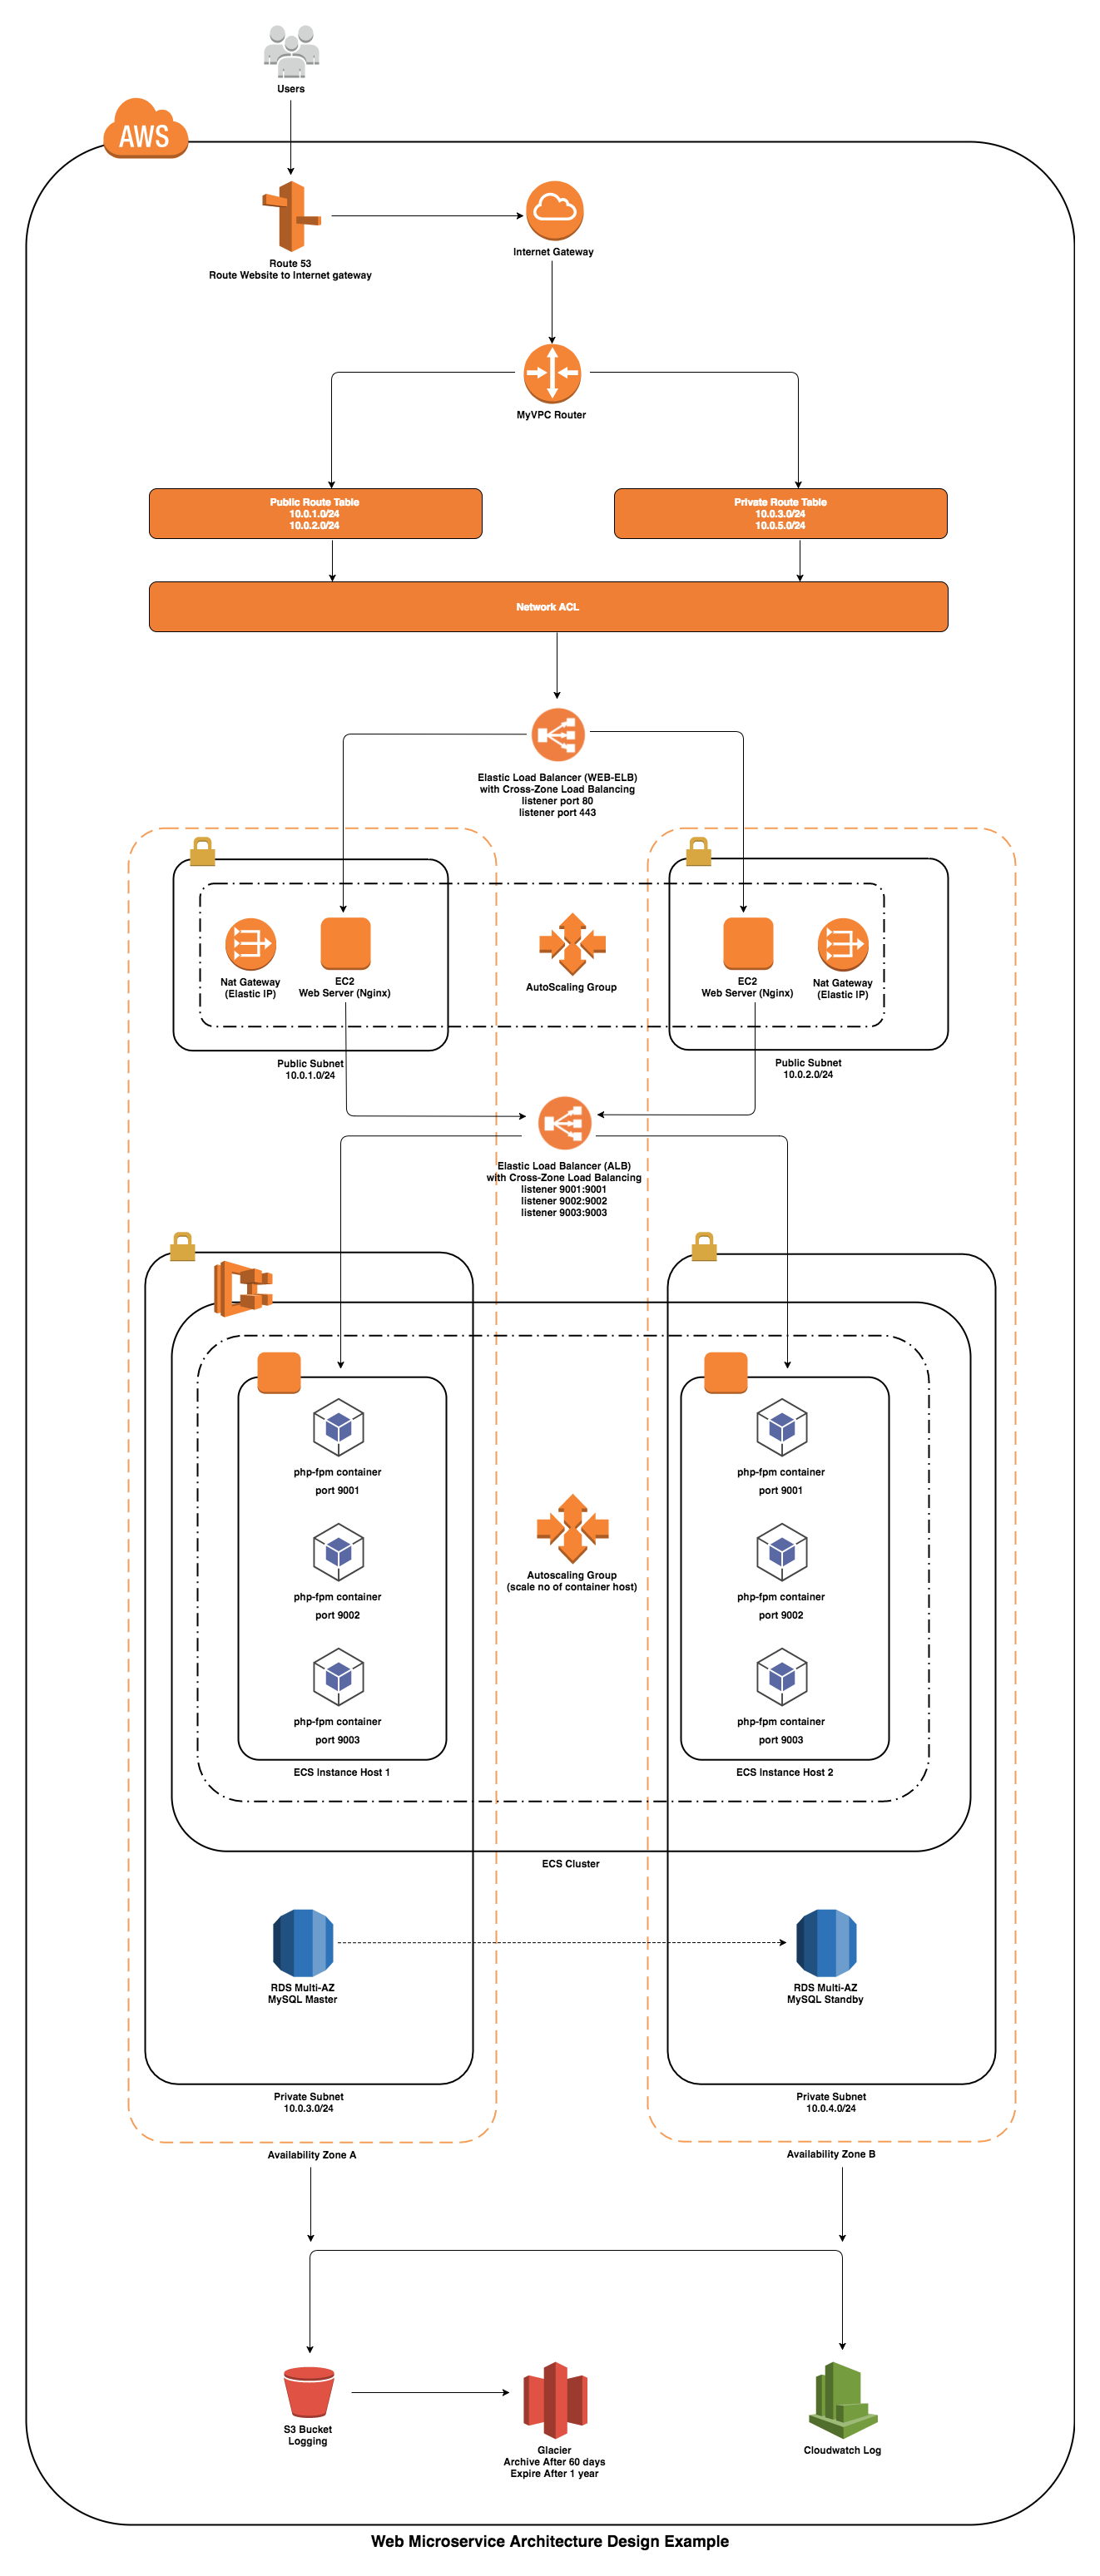 Users
AWS
Route 53
Route Website to Internet gateway
Internet Gateway
MyVPC Router
Public Route Table
10.0.1.0/24
10.0.2.0/24
Private Route Table
10.0.3.0/24
10.0.5.0/24
Network ACL
Elastic Load Balancer (WEB-ELB)
with Cross-Zone Load Balancing
listener port 80
listener port 443
Nat Gateway
(Elastic IP)
EC2
Web Server (Nginx)
AutoScaling Group
EC2
Web Server (Nginx)
Nat Gateway
(Elastic IP)
Public Subnet
10.0.1.0/24
Public Subnet
10.0.2.0/24
Elastic Load Balancer (ALB)
with Cross-Zone Load Balancing
listener 9001:9001
listener 9002:9002
listener 9003:9003
php-fpm container
port 9001
php-fpm container
port 9002
php-fpm container
port 9003
ECS Instance Host 1
Autoscaling Group
(scale no of container host)
php-fpm container
port 9001
php-fpm container
port 9002
php-fpm container
port 9003
ECS Instance Host 2
ECS Cluster
RDS Multi-AZ
MySQL Master
RDS Multi-AZ
MySQL Standby
Private Subnet
10.0.3.0/24
Private Subnet
10.0.4.0/24
Availability Zone A
Availability Zone B
S3 Bucket
Logging
Glacier
Archive After 60 days
Expire After 1 year
Cloudwatch Log
Web Microservice Architecture Design Example